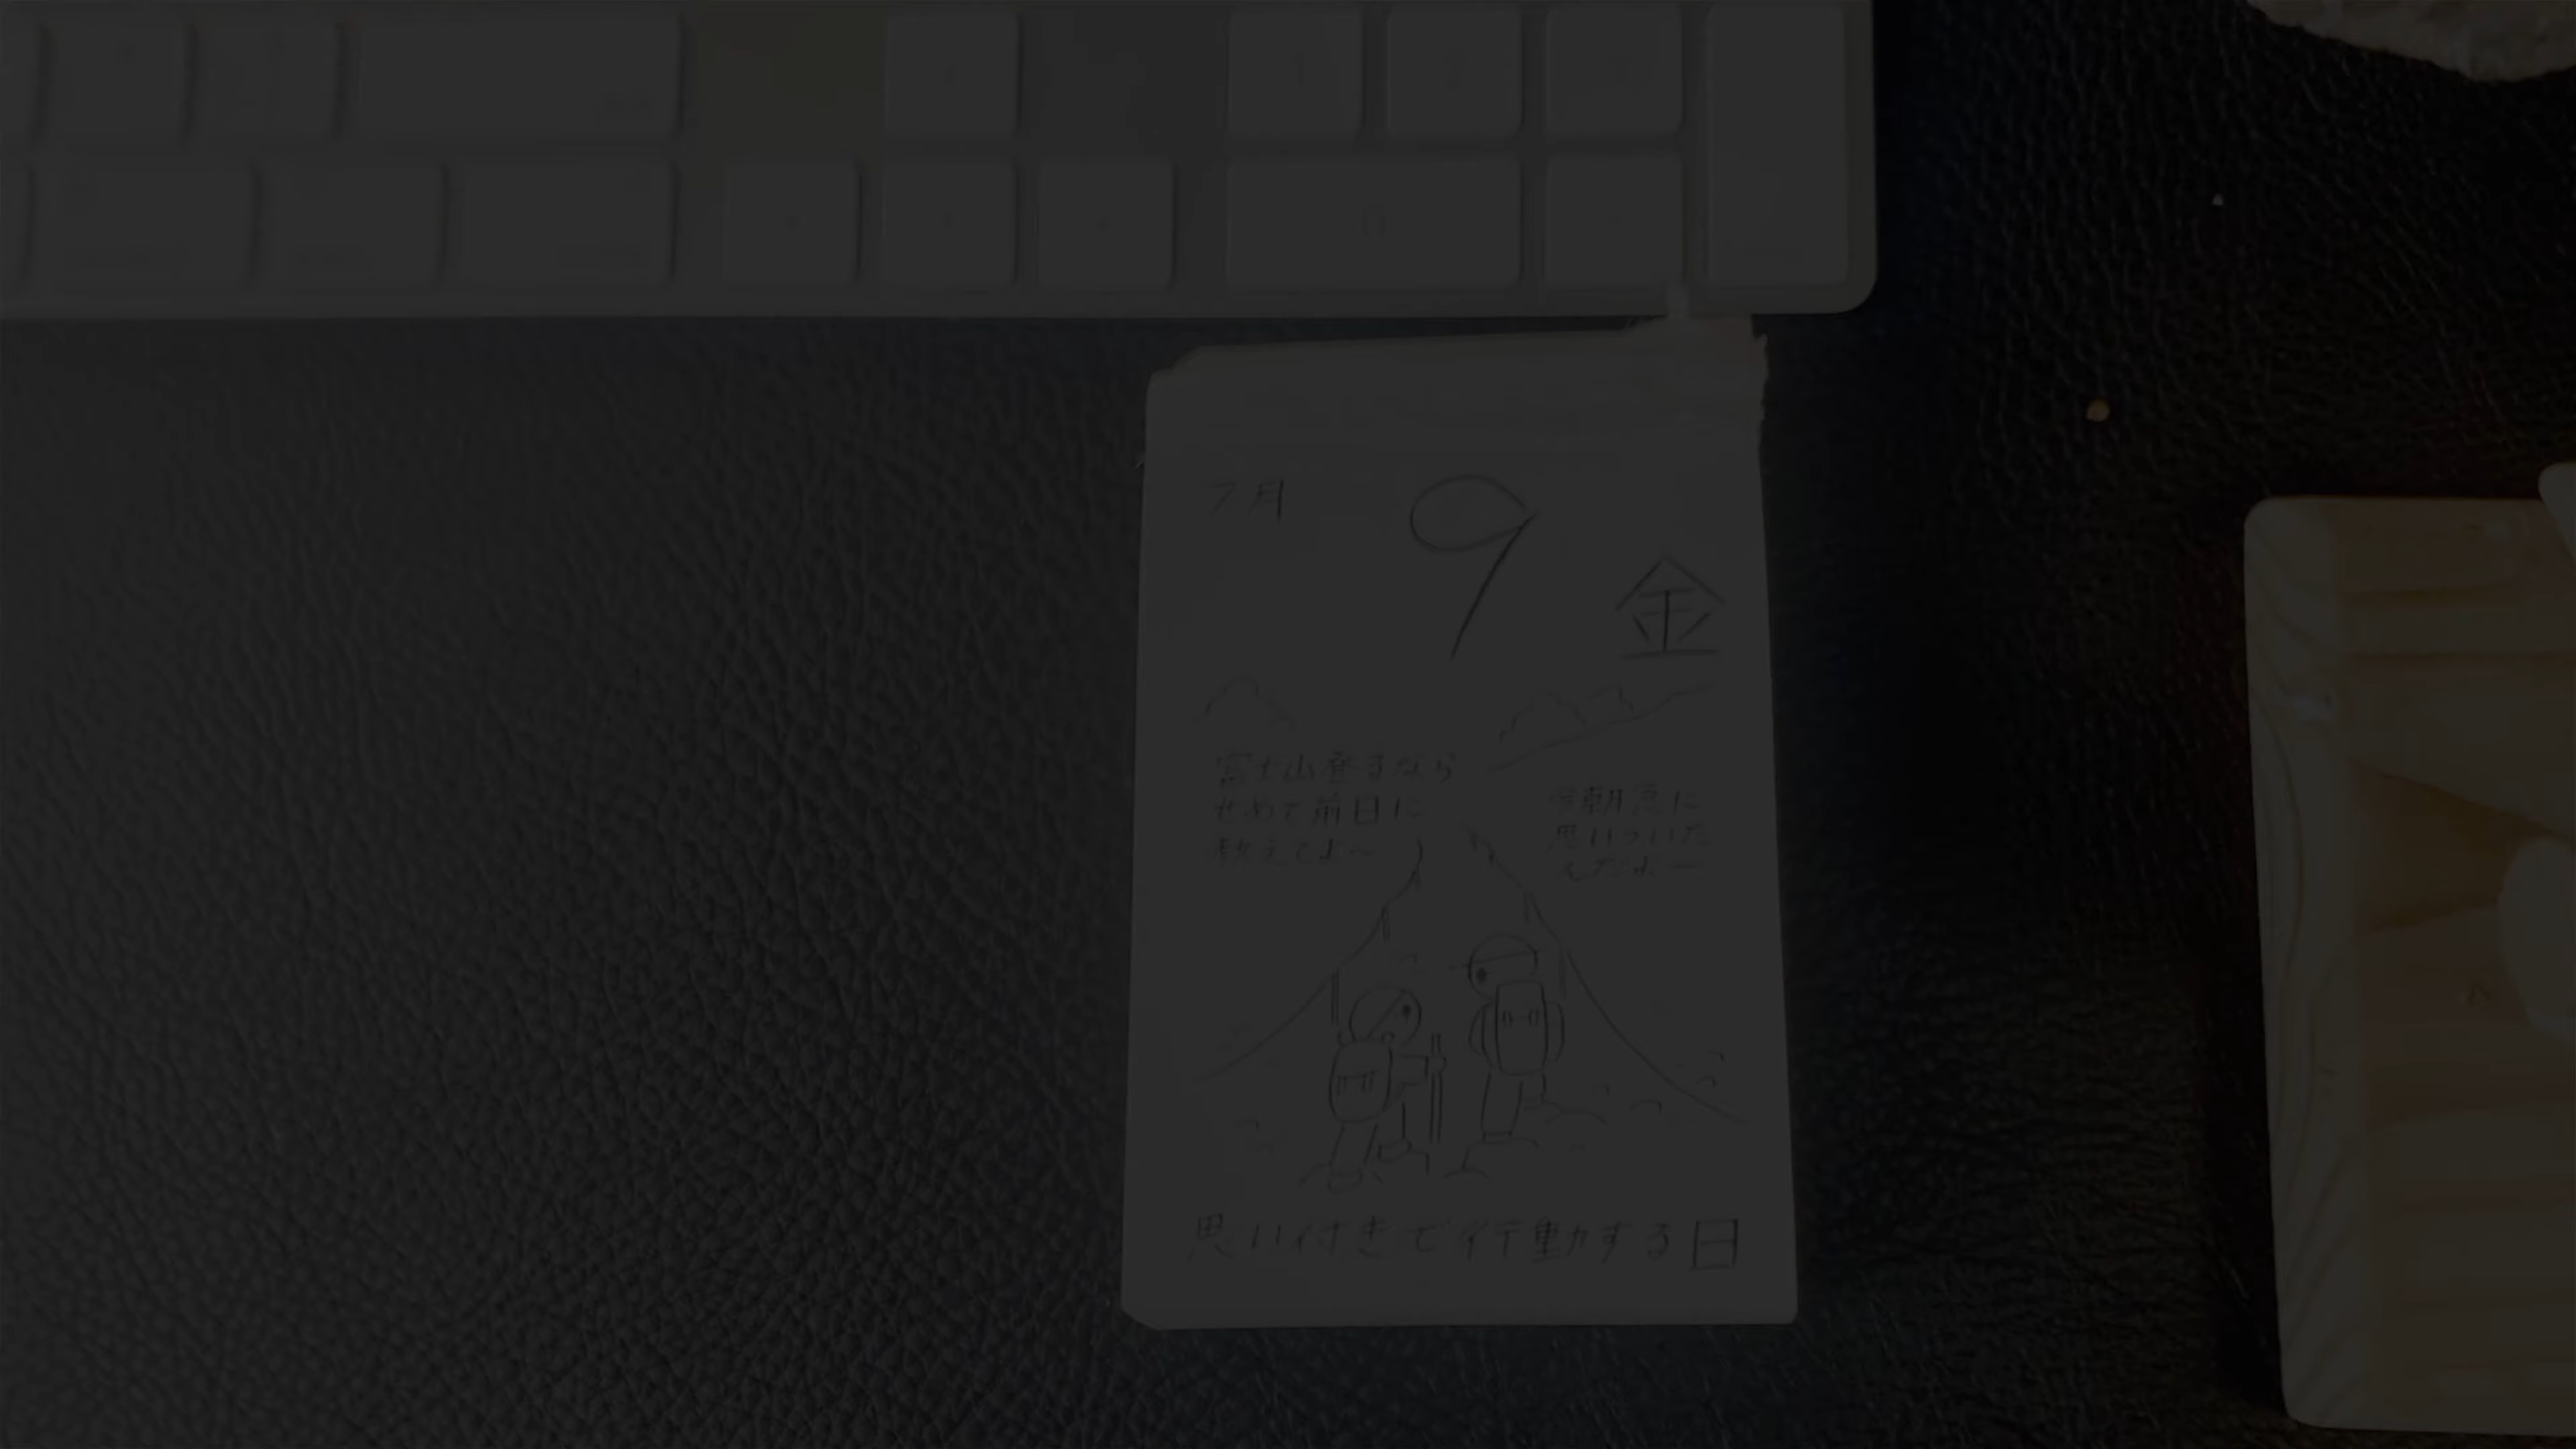 7月
9
金
富士山登るなら
せめて前日に
教えてよ〜
今朝急に
思いついた
んだよー
思い付きで行動する日
0